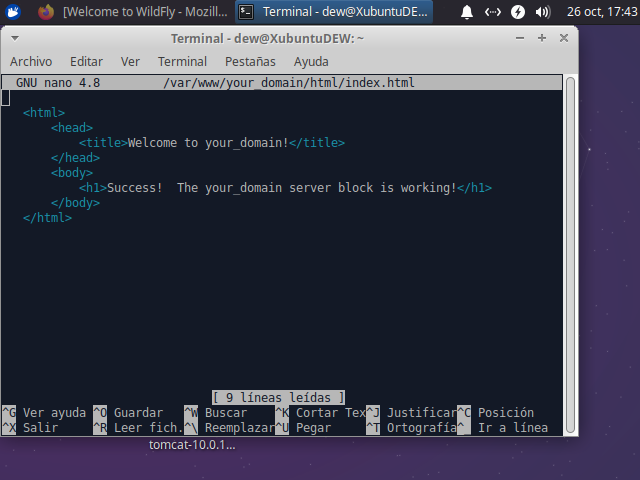 [Welcome to WildFly - Mozill...
Terminal - dew@XubuntuDE...
26 oct, 17:43
Terminal - dew@XubuntuDEW: ~
Archivo Editar Ver Terminal Pestañas Ayuda
GNU nano 4.8 /var/www/your_domain/html/index.html
<html>
<head>
<title>Welcome to your_domain!</title>
</head>
<body>
<h1>Success!  The your_domain server block is working!</h1>
</body>
</html>
[ 9 líneas leídas ]
^G Ver ayuda ^O Guardar ^W Buscar ^K Cortar Tex^J Justificar^C Posición
^X Salir ^R Leer fich.^\ Reemplazar^U Pegar ^T Ortografía^_ Ir a línea
tomcat-10.0.1...